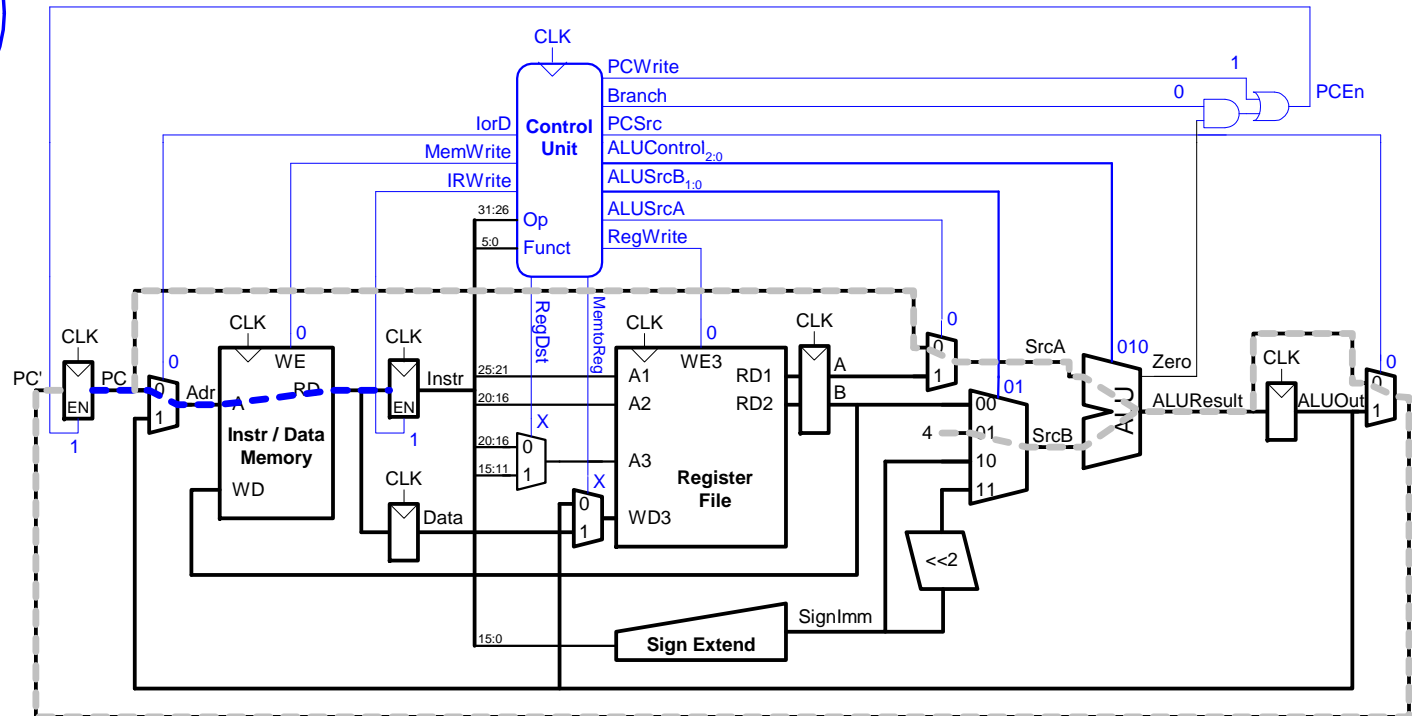 CLK
PCWrite
1
Branch
0
PCEn
IorD
Control
Unit
PCSrc
MemWrite
ALUControl2:0
IRWrite
ALUSrcB1:0
31:26
Op
ALUSrcA
5:0
Funct
RegWrite
RegDst
MemtoReg
CLK
CLK
CLK
CLK
CLK
0
0
0
010
PC'
PC
EN
1
0
0
1
Adr
WE
A
RD
Instr / Data
Memory
WD
EN
1
Instr
25:21
20:16
20:16
15:11
X
0
1
CLK
Data
X
0
1
A1
A2
A3
WD3
WE3
RD1
RD2
Register
File
A
B
0
1
SrcA
01
00
01
10
11
4
SrcB
ALU
Zero
ALUResult
CLK
ALUOut
0
0
1
<<2
SignImm
15:0
Sign Extend